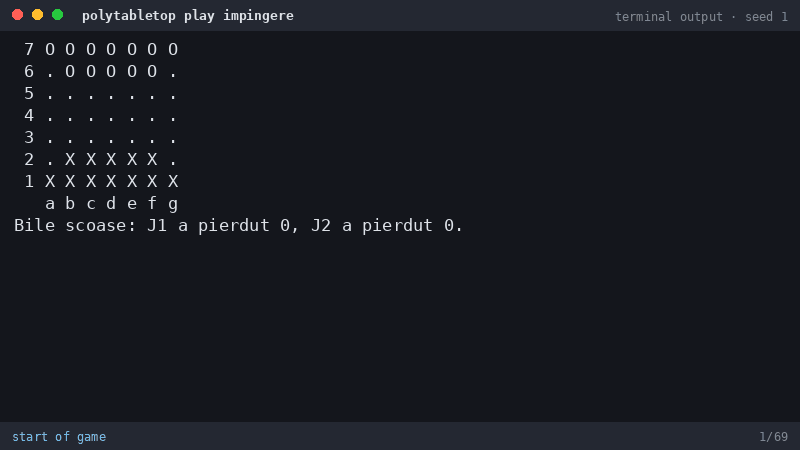 polytabletop play impingere
terminal output · seed 1
7 O O O O O O O
6 . O O O O O .
5 . . . . . . .
4 . . . . . . .
3 . . . . . . .
2 . X X X X X .
1 X X X X X X X
a b c d e f g
Bile scoase: J1 a pierdut 0, J2 a pierdut 0.
start of game
1/69